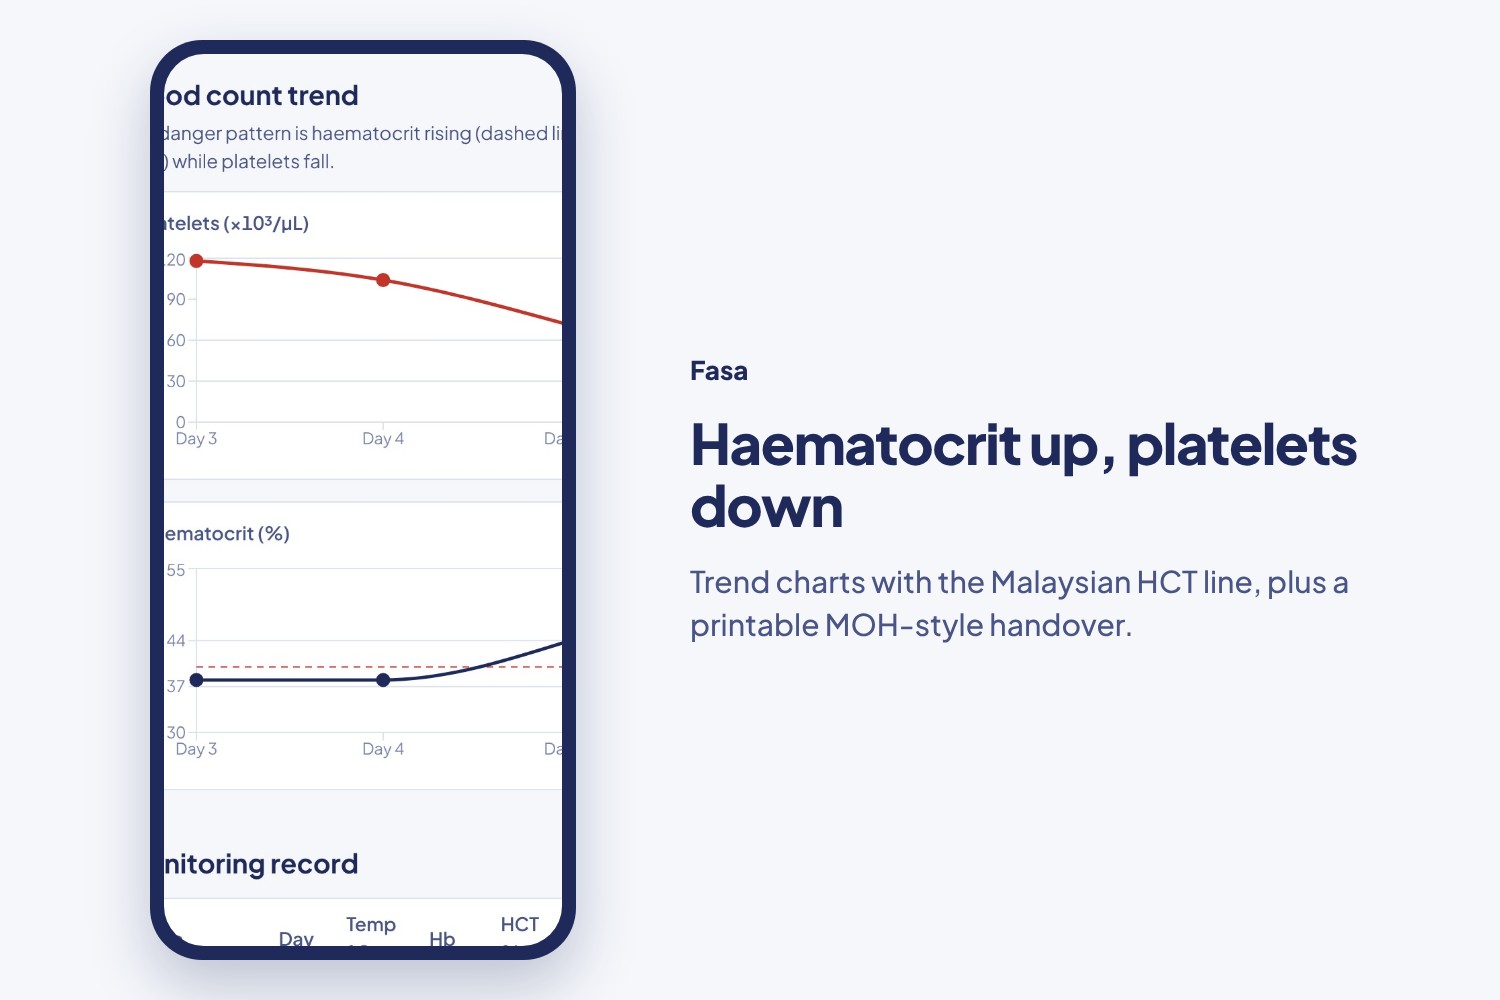 od count trend
danger pattern is haematocrit rising (dashed li
) while platelets fall.
telets (×10³/µL)
20
90
60
30
0
Day 3
Day 4
Da
ematocrit (%)
55
44
37
30
Day 3
Day 4
Da
nitoring record
Temp
HCT
Day
Hb
Fasa
Haematocrit up, platelets
down
Trend charts with the Malaysian HCT line, plus a
printable MOH-style handover.